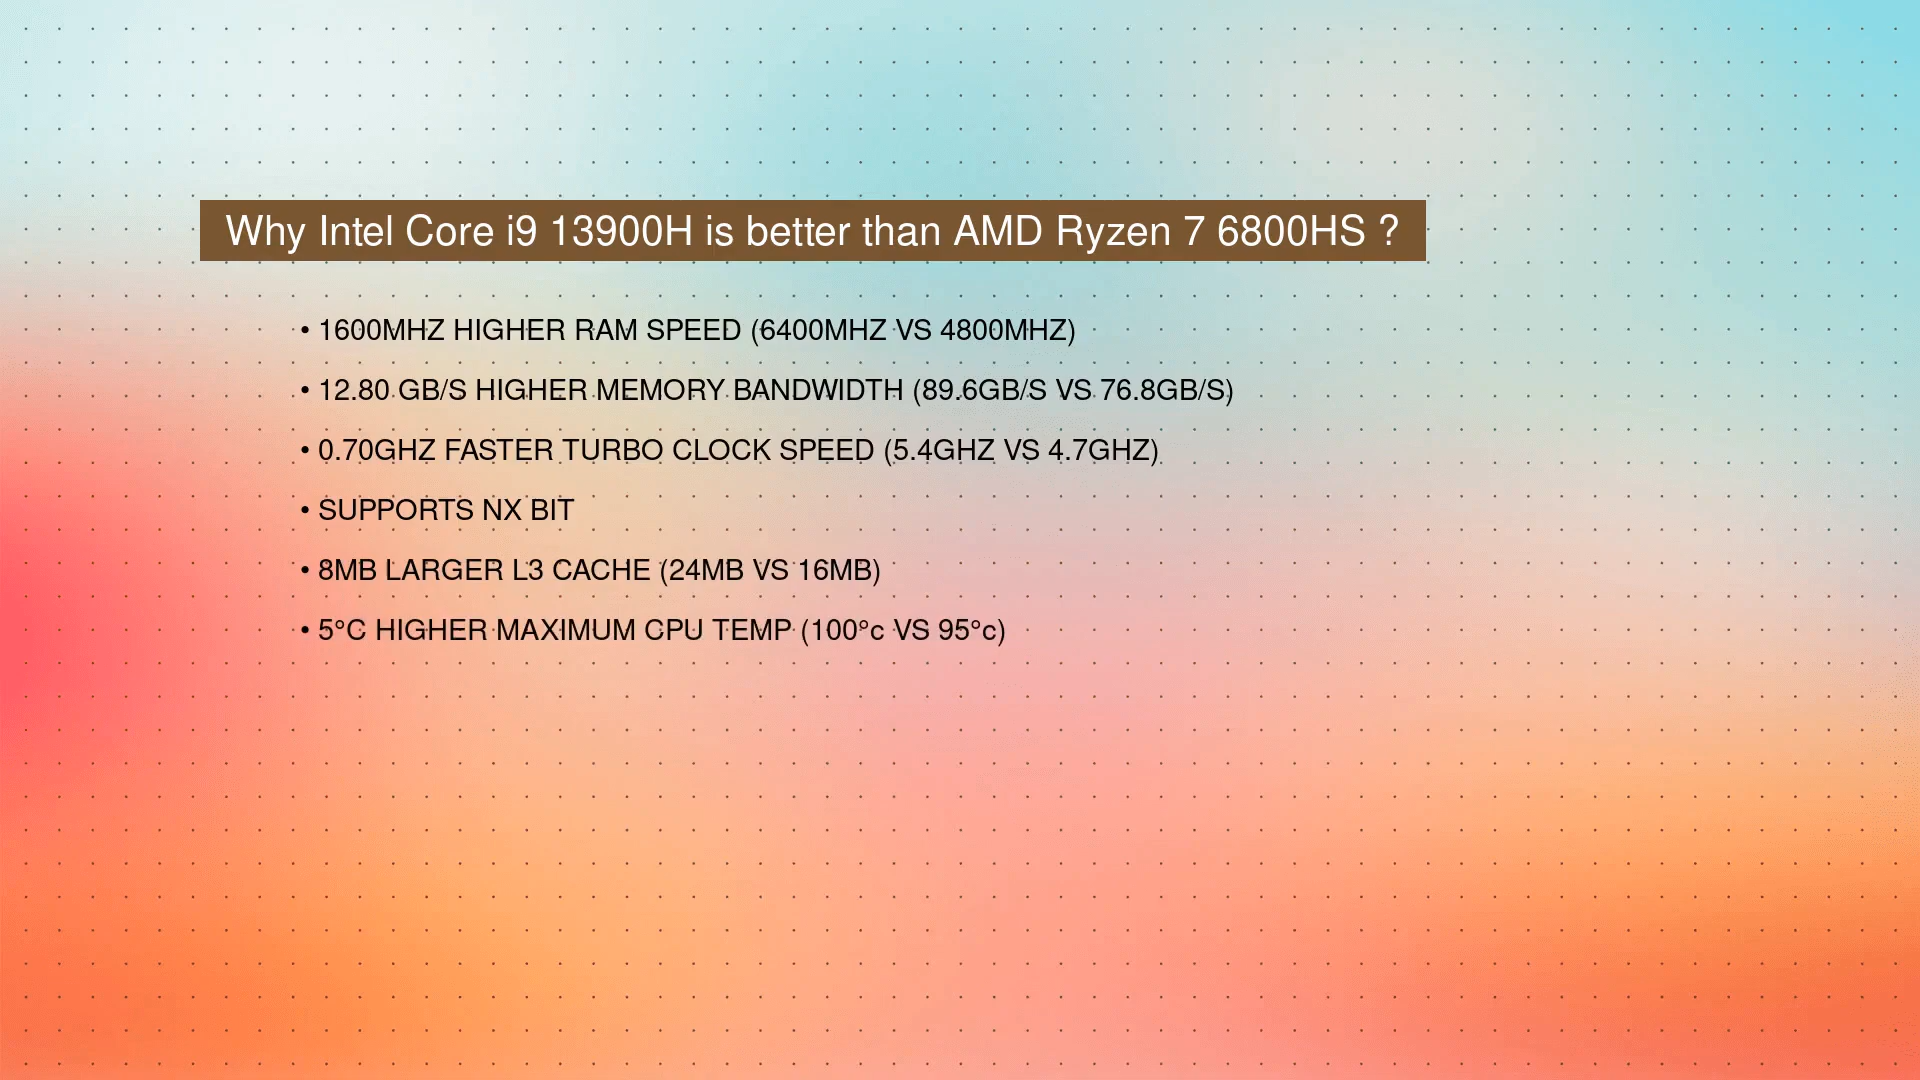 Why Intel Core i9 13900H is better than AMD Ryzen 7 6800HS ?
• 1600MHZ HIGHER RAM SPEED (6400MHZ VS 4800MHZ)
• 12.80 GB/S HIGHER MEMORY BANDWIDTH (89.6GB/S VS 76.8GB/S)
• 0.70GHZ FASTER TURBO CLOCK SPEED (5.4GHZ VS 4.7GHZ)
• SUPPORTS NX BIT
• 8MB LARGER L3 CACHE (24MB VS 16MB)
• 5°C HIGHER MAXIMUM CPU TEMP (100°c VS 95°c)